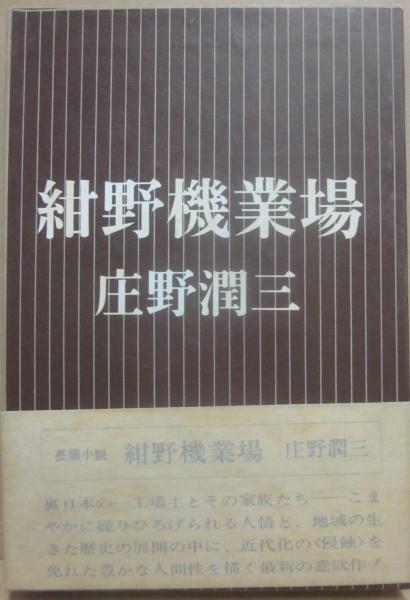 紺野機業場
庄野潤三
長編小説 紺野機業場 庄野潤三
裏日本の一工場主とその家族たち――こま
やかに繰りひろげられる人情と、地域の生
きた歴史の展開の中に、近代化の〈侵蝕〉を
免れた豊かな人間性を描く最新の意欲作!